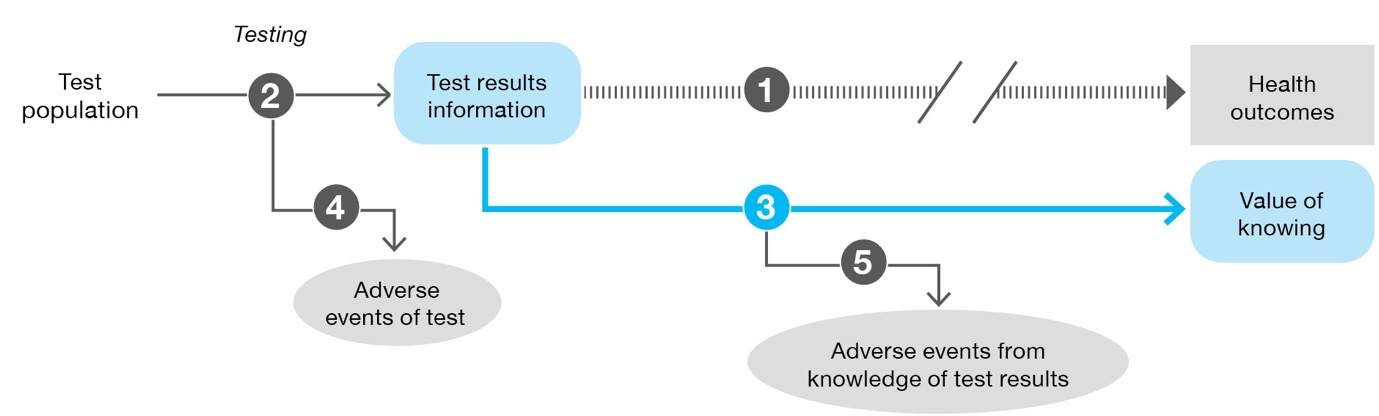 Testing
Test
population
2
Test results
information
1
Health
outcomes
4
3
Value of
knowing
5
Adverse
events of test
Adverse events from
knowledge of test results